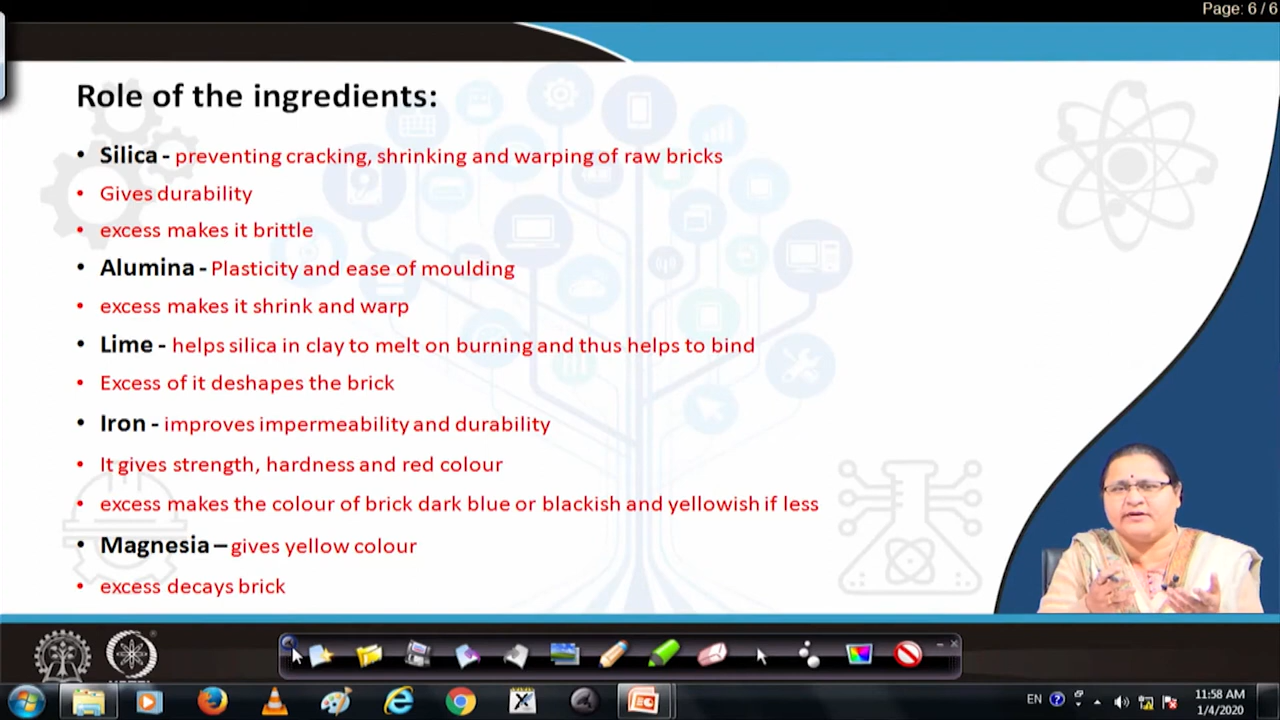 Page: 6 / 6
Role of the ingredients:
• Silica - preventing cracking, shrinking and warping of raw bricks
• Gives durability
• excess makes it brittle
• Alumina - Plasticity and ease of moulding
• excess makes it shrink and warp
• Lime - helps silica in clay to melt on burning and thus helps to bind
• Excess of it deshapes the brick
• Iron - improves impermeability and durability
• It gives strength, hardness and red colour
• excess makes the colour of brick dark blue or blackish and yellowish if less
• Magnesia – gives yellow colour
• excess decays brick
EN
11:58 AM
1/4/2020